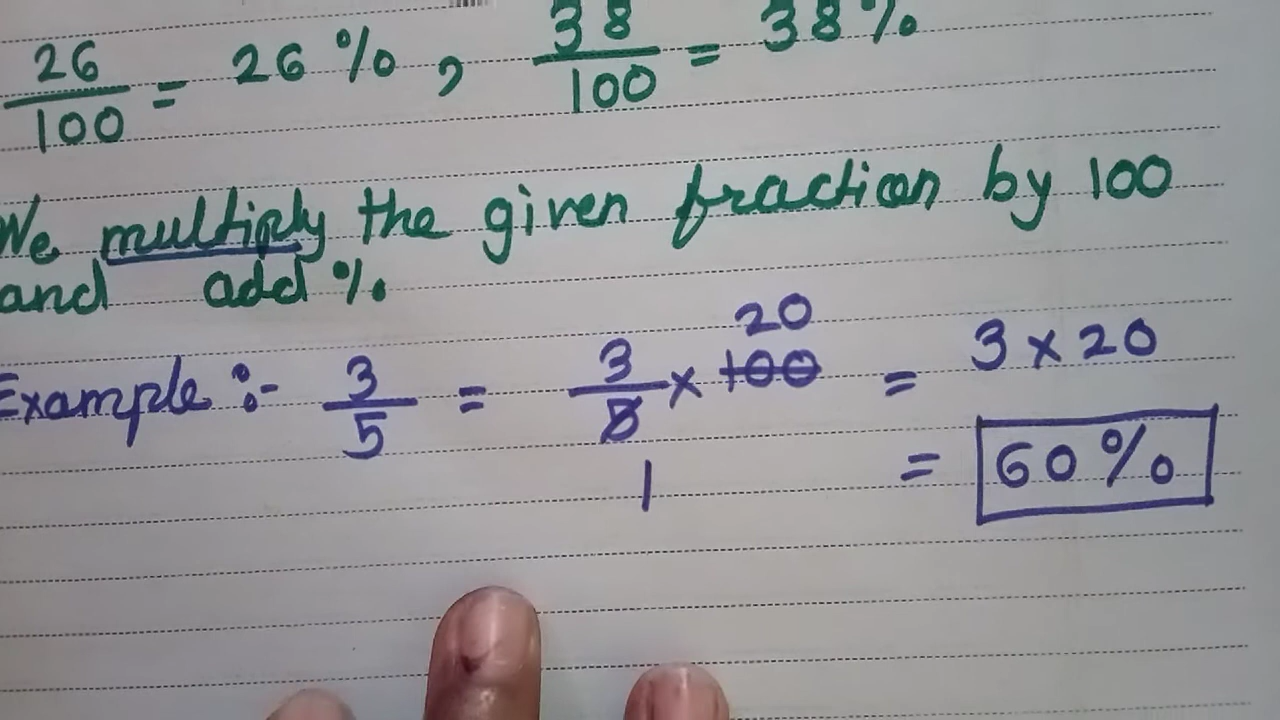 26/100 = 26%, 38/100 = 38%
We multiply the given fraction by 100
and add %.
Example :- 3/5 = 3/5 × 100 20 = 3 × 20
1 = 60%